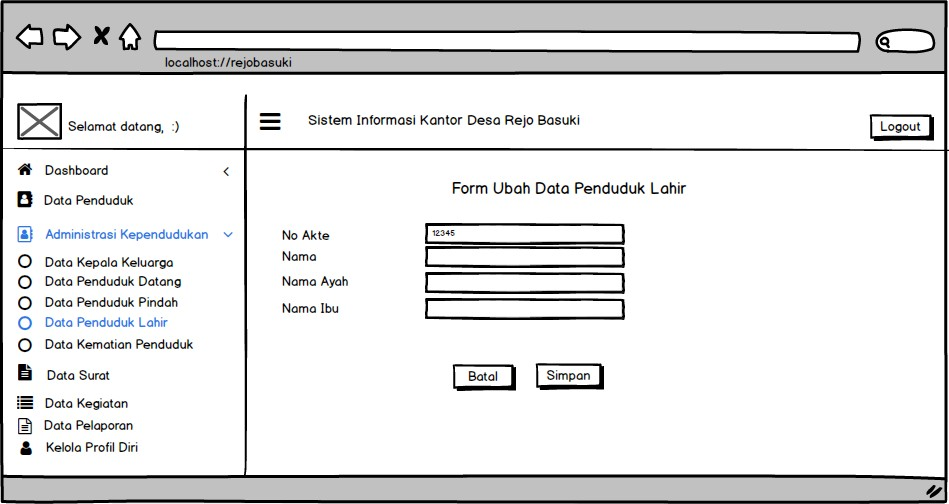 localhost://rejobasuki
Selamat datang, :)
Sistem Informasi Kantor Desa Rejo Basuki
Logout
Dashboard
Data Penduduk
Administrasi Kependudukan
Data Kepala Keluarga
Data Penduduk Datang
Data Penduduk Pindah
Data Penduduk Lahir
Data Kematian Penduduk
Data Surat
Data Kegiatan
Data Pelaporan
Kelola Profil Diri
Form Ubah Data Penduduk Lahir
No Akte 12345
Nama
Nama Ayah
Nama Ibu
Batal Simpan